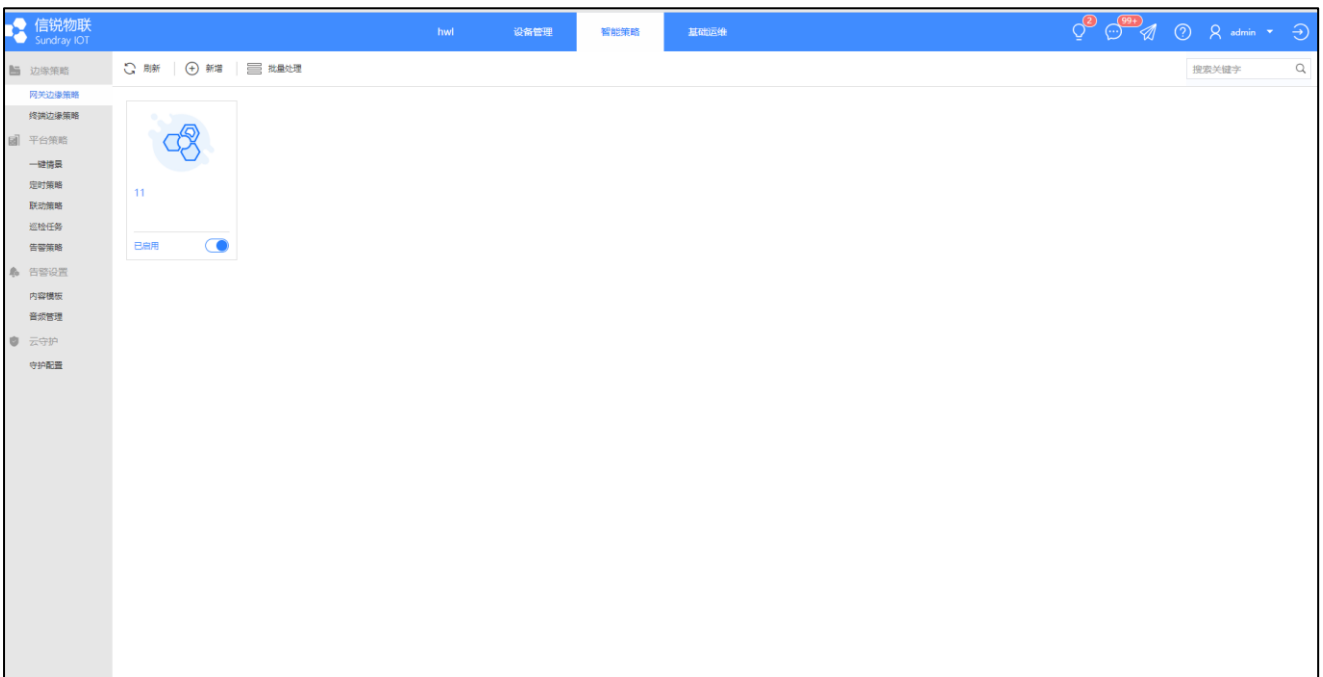 信锐物联
Sundray IOT
hwl
设备管理
智能策略
基础运维
2
99+
admin
边缘策略
网关边缘策略
终端边缘策略
平台策略
一键情景
定时策略
联动策略
巡检任务
告警策略
告警设置
内容模板
音频管理
云守护
守护配置
刷新
新增
批量处理
搜索关键字
11
已启用